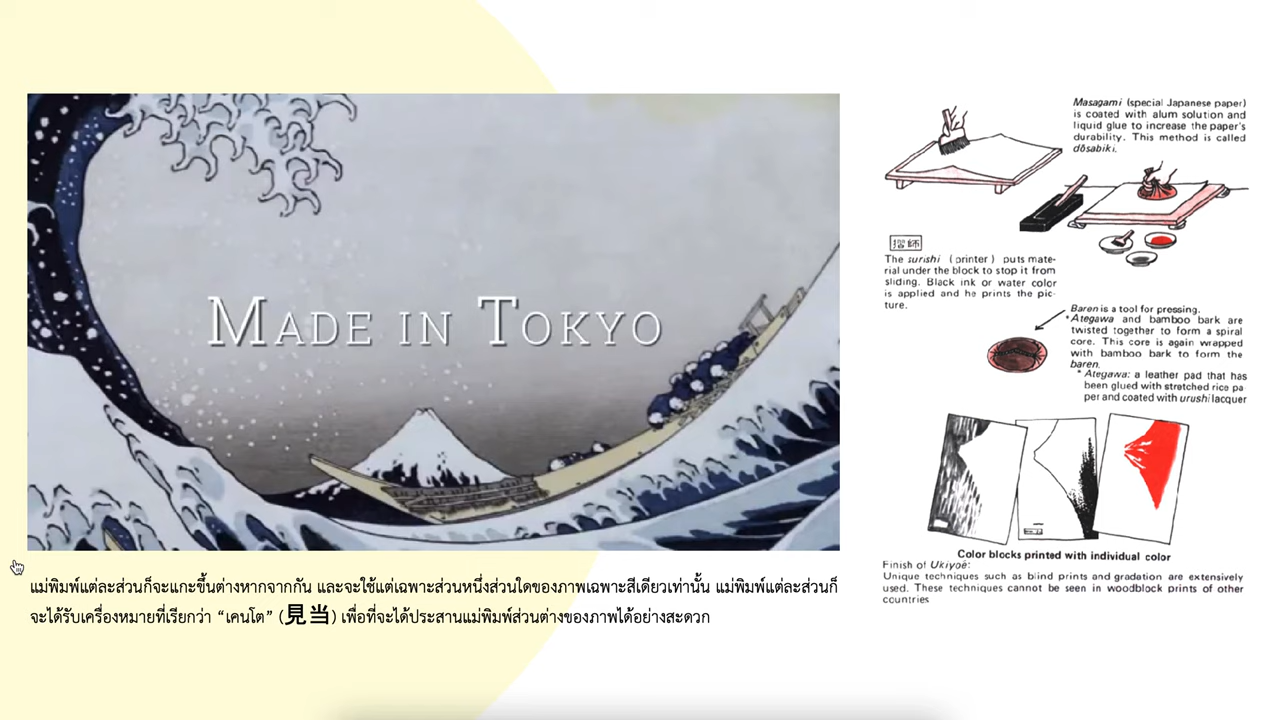 MADE IN TOKYO
แม่พิมพ์แต่ละส่วนก็จะแกะขึ้นต่างหากจากกัน และจะใช้แต่เฉพาะส่วนหนึ่งส่วนใดของภาพเฉพาะสีเดียวเท่านั้น แม่พิมพ์แต่ละส่วนก็
จะได้รับเครื่องหมายที่เรียกว่า “เคนโต” (見当) เพื่อที่จะได้ประสานแม่พิมพ์ส่วนต่างของภาพได้อย่างสะดวก
Masagami (special Japanese paper)
is coated with alum solution and
liquid glue to increase the paper's
durability. This method is called
dōsabiki.
摺師
The surishi (printer) puts mate-
rial under the block to stop it from
sliding. Black ink or water color
is applied and he prints the pic-
ture.
Baren is a tool for pressing.
*Ategawa and bamboo bark are
twisted together to form a spiral
core. This core is again wrapped
with bamboo bark to form the
baren.
* Ategawa: a leather pad that has
been glued with stretched rice pa
per and coated with urushi lacquer
Color blocks printed with individual color
Finish of Ukiyoē:
Unique techniques such as blind prints and gradation are extensively
used. These techniques cannot be seen in woodblock prints of other
countries